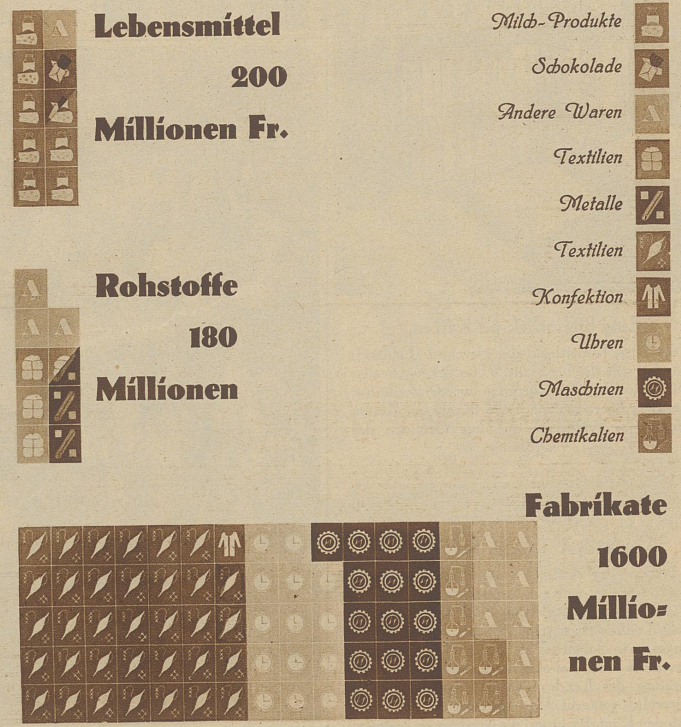 Lebensmittel
200
Millionen Fr.
Milch-Produkte
Schokolade
Andere Waren
Textilien
Metalle
Textilien
Konfektion
Uhren
Maschinen
Chemikalien
Rohstoffe
180
Millionen
Fabrikate
1600
Millio=
nen Fr.